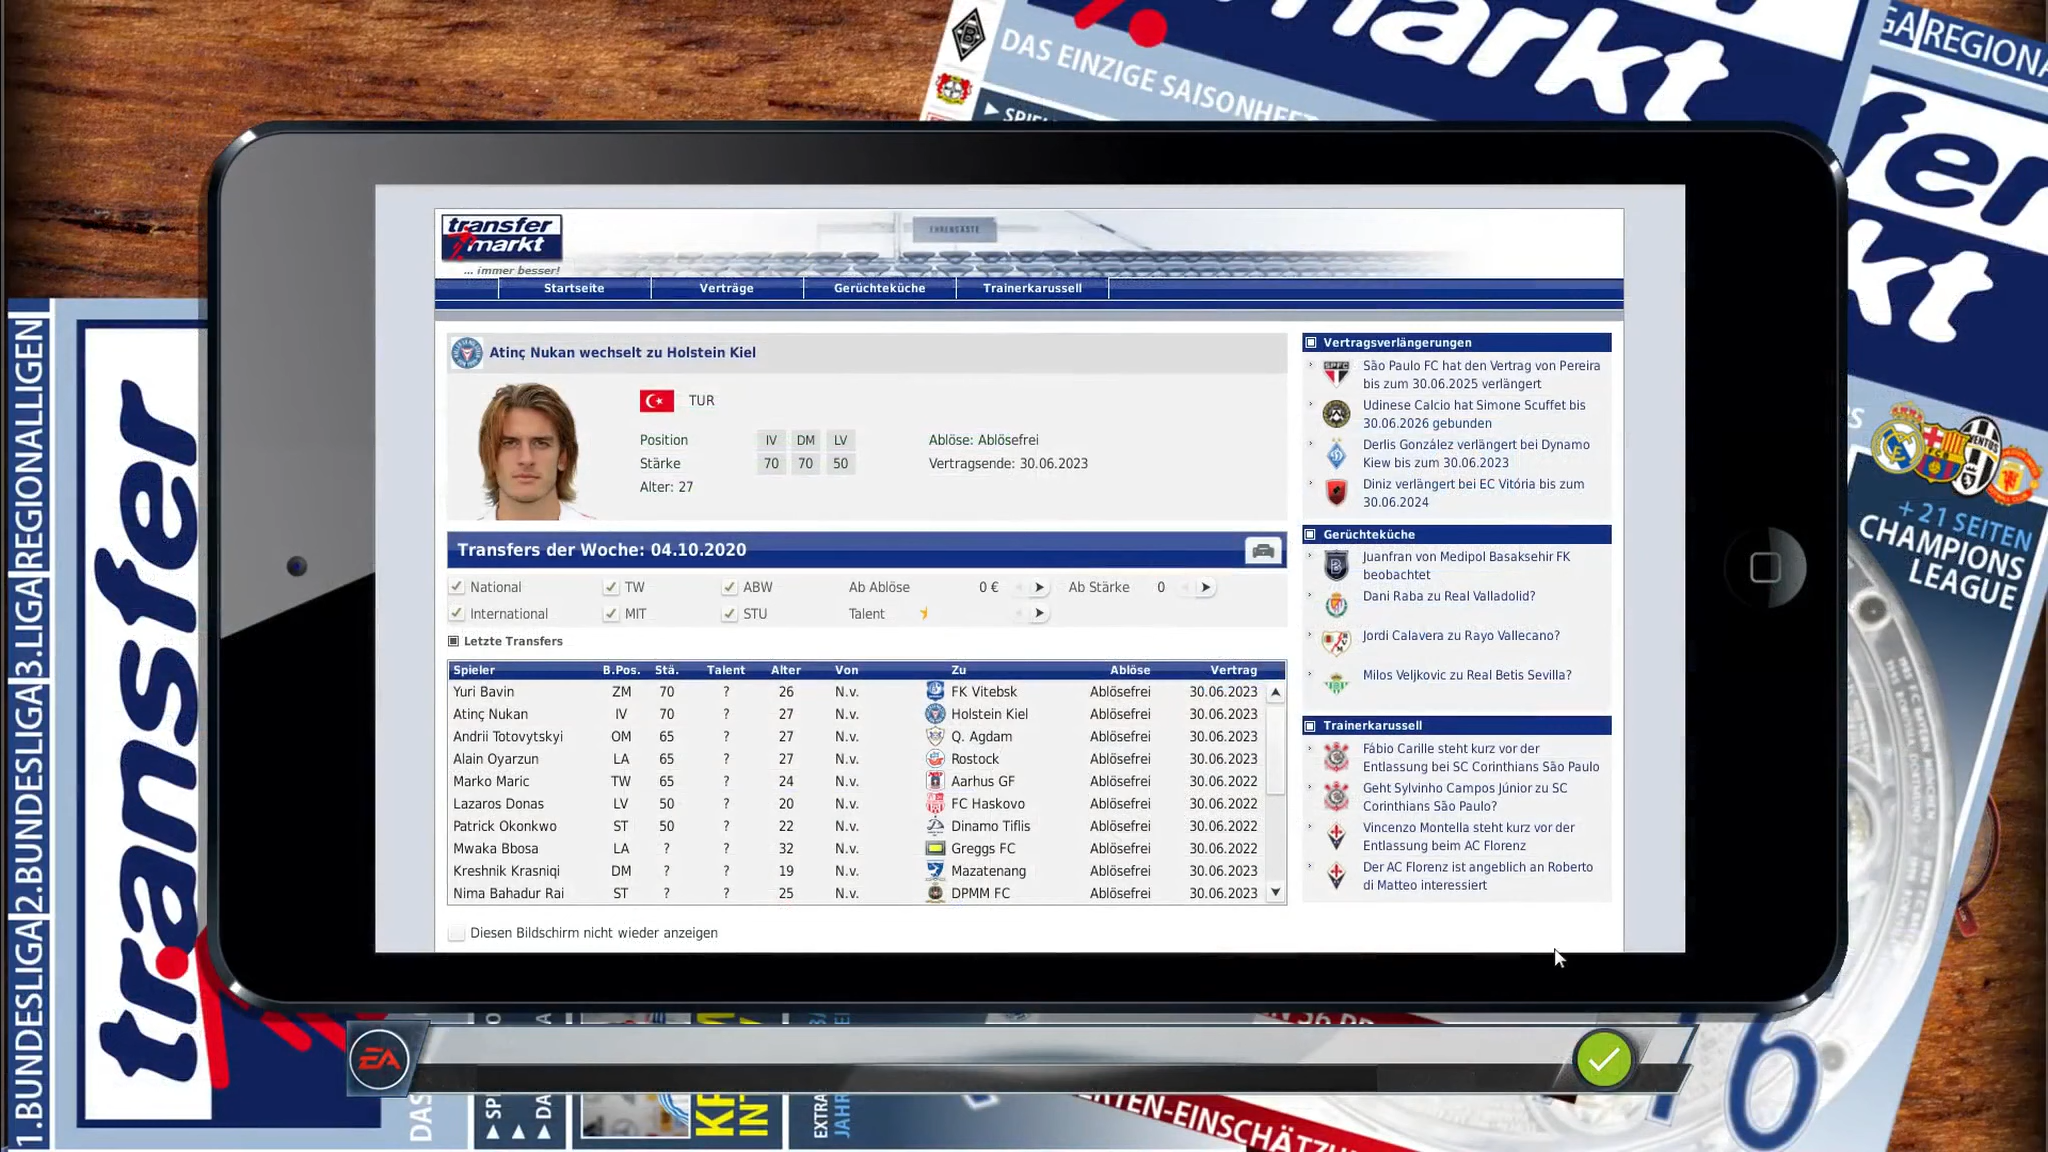 DAS EINZIGE SAISONHEFT
markt
GA|REGIONA
1.BUNDESLIGA|2.BUNDESLIGA|3.LIGA|REGIONALLIGEN
transfer
transfer
markt
... immer besser!
EHRENGÄSTE
Startseite
Verträge
Gerüchteküche
Trainerkarussell
Atinç Nukan wechselt zu Holstein Kiel
TUR
Position IV DM LV
Stärke 70 70 50
Alter: 27
Ablöse: Ablösefrei
Vertragsende: 30.06.2023
Transfers der Woche: 04.10.2020
National TW ABW Ab Ablöse 0 € Ab Stärke 0
International MIT STU Talent
Letzte Transfers
Spieler B.Pos. Stä. Talent Alter Von Zu Ablöse Vertrag
Yuri Bavin ZM 70 ? 26 N.v. FK Vitebsk Ablösefrei 30.06.2023
Atinç Nukan IV 70 ? 27 N.v. Holstein Kiel Ablösefrei 30.06.2023
Andrii Totovytskyi OM 65 ? 27 N.v. Q. Agdam Ablösefrei 30.06.2023
Alain Oyarzun LA 65 ? 27 N.v. Rostock Ablösefrei 30.06.2023
Marko Maric TW 65 ? 24 N.v. Aarhus GF Ablösefrei 30.06.2022
Lazaros Donas LV 50 ? 20 N.v. FC Haskovo Ablösefrei 30.06.2022
Patrick Okonkwo ST 50 ? 22 N.v. Dinamo Tiflis Ablösefrei 30.06.2022
Mwaka Bbosa LA ? ? 32 N.v. Greggs FC Ablösefrei 30.06.2022
Kreshnik Krasniqi DM ? ? 19 N.v. Mazatenang Ablösefrei 30.06.2023
Nima Bahadur Rai ST ? ? 25 N.v. DPMM FC Ablösefrei 30.06.2023
Diesen Bildschirm nicht wieder anzeigen
Vertragsverlängerungen
São Paulo FC hat den Vertrag von Pereira
bis zum 30.06.2025 verlängert
Udinese Calcio hat Simone Scuffet bis
30.06.2026 gebunden
Derlis González verlängert bei Dynamo
Kiew bis zum 30.06.2023
Diniz verlängert bei EC Vitória bis zum
30.06.2024
Gerüchteküche
Juanfran von Medipol Basaksehir FK
beobachtet
Dani Raba zu Real Valladolid?
Jordi Calavera zu Rayo Vallecano?
Milos Veljkovic zu Real Betis Sevilla?
Trainerkarussell
Fábio Carille steht kurz vor der
Entlassung bei SC Corinthians São Paulo
Geht Sylvinho Campos Júnior zu SC
Corinthians São Paulo?
Vincenzo Montella steht kurz vor der
Entlassung beim AC Florenz
Der AC Florenz ist angeblich an Roberto
di Matteo interessiert
+ 21 SEITEN
CHAMPIONS
LEAGUE
EA
DAS
EXTRA
JAHR
RTEN-EINSCHÄTZU
16